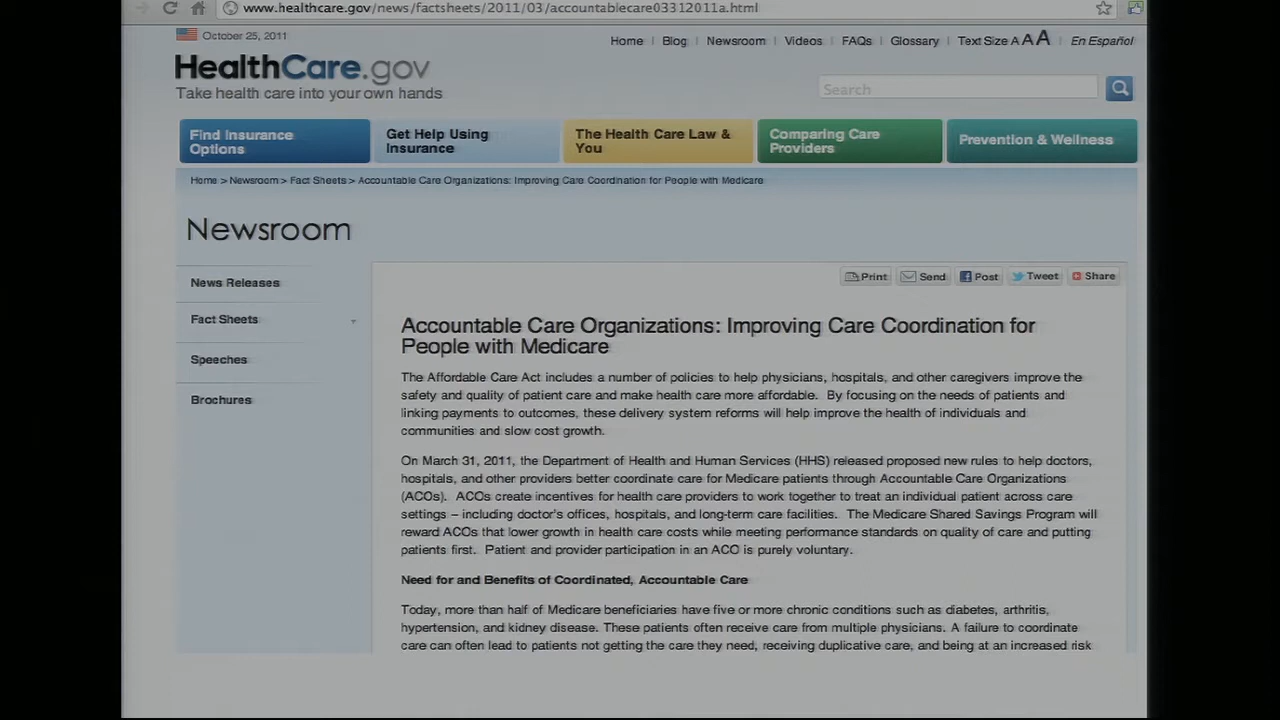 www.healthcare.gov/news/factsheets/2011/03/accountablecare03312011a.html
October 25, 2011
Home | Blog | Newsroom | Videos | FAQs | Glossary | Text Size A A A | En Español
HealthCare.gov
Take health care into your own hands
Search
Find Insurance Options
Get Help Using Insurance
The Health Care Law & You
Comparing Care Providers
Prevention & Wellness
Home > Newsroom > Fact Sheets > Accountable Care Organizations: Improving Care Coordination for People with Medicare
Newsroom
News Releases
Fact Sheets
Speeches
Brochures
Print Send Post Tweet Share
Accountable Care Organizations: Improving Care Coordination for
People with Medicare
The Affordable Care Act includes a number of policies to help physicians, hospitals, and other caregivers improve the
safety and quality of patient care and make health care more affordable. By focusing on the needs of patients and
linking payments to outcomes, these delivery system reforms will help improve the health of individuals and
communities and slow cost growth.
On March 31, 2011, the Department of Health and Human Services (HHS) released proposed new rules to help doctors,
hospitals, and other providers better coordinate care for Medicare patients through Accountable Care Organizations
(ACOs). ACOs create incentives for health care providers to work together to treat an individual patient across care
settings – including doctor's offices, hospitals, and long-term care facilities. The Medicare Shared Savings Program will
reward ACOs that lower growth in health care costs while meeting performance standards on quality of care and putting
patients first. Patient and provider participation in an ACO is purely voluntary.
Need for and Benefits of Coordinated, Accountable Care
Today, more than half of Medicare beneficiaries have five or more chronic conditions such as diabetes, arthritis,
hypertension, and kidney disease. These patients often receive care from multiple physicians. A failure to coordinate
care can often lead to patients not getting the care they need, receiving duplicative care, and being at an increased risk